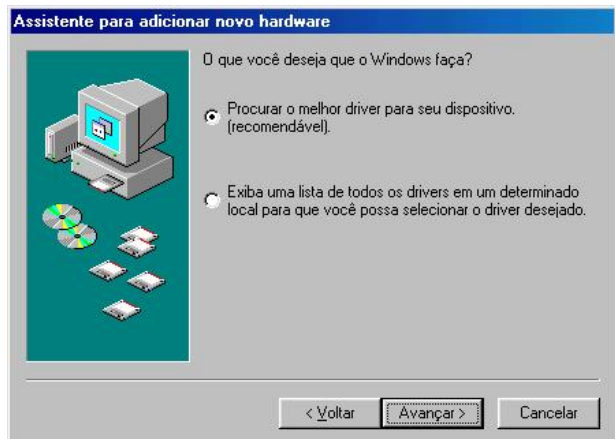 Assistente para adicionar novo hardware
O que você deseja que o Windows faça?
Procurar o melhor driver para seu dispositivo.
(recomendável).
Exiba uma lista de todos os drivers em um determinado
local para que você possa selecionar o driver desejado.
< Voltar Avançar > Cancelar